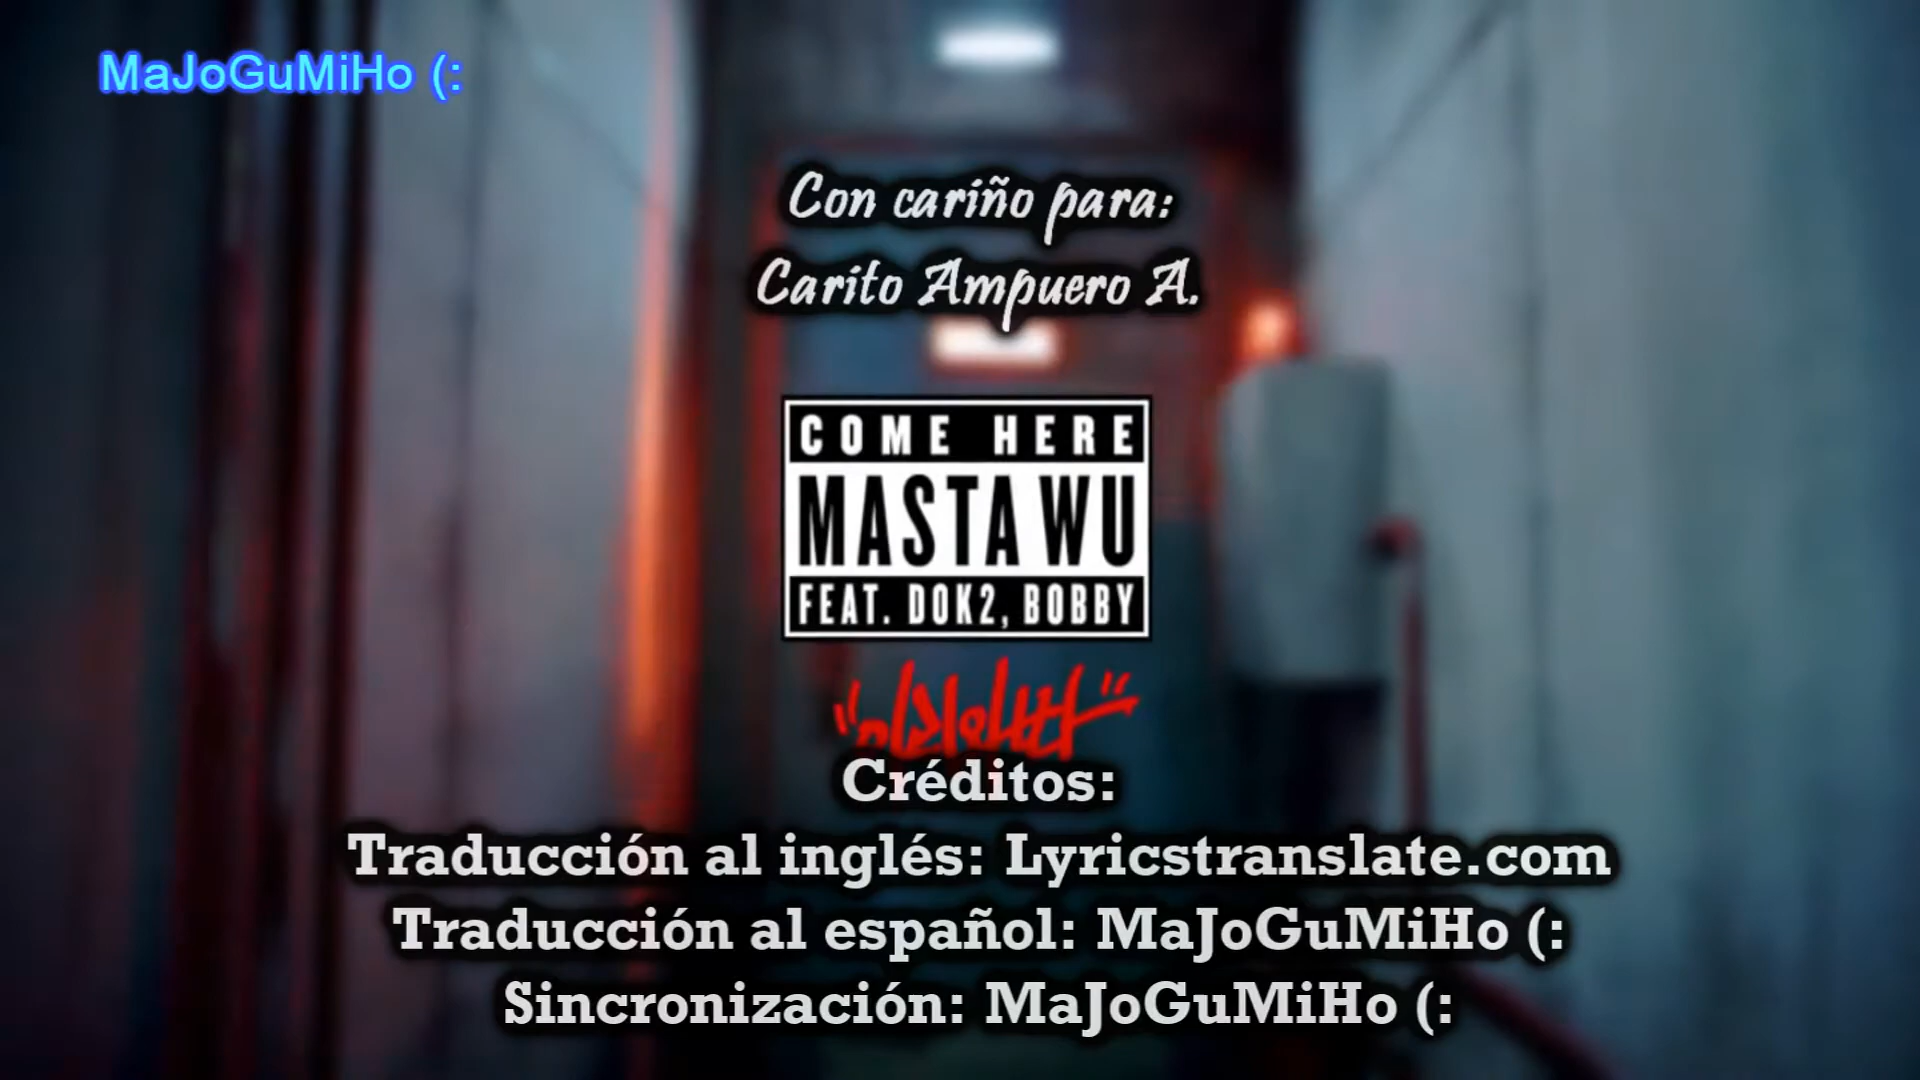 MaJoGuMiHo (:
Con cariño para:
Carito Ampuero A.
COME HERE
MASTA WU
FEAT. DOK2, BOBBY
Créditos:
Traducción al inglés: Lyricstranslate.com
Traducción al español: MaJoGuMiHo (:
Sincronización: MaJoGuMiHo (: